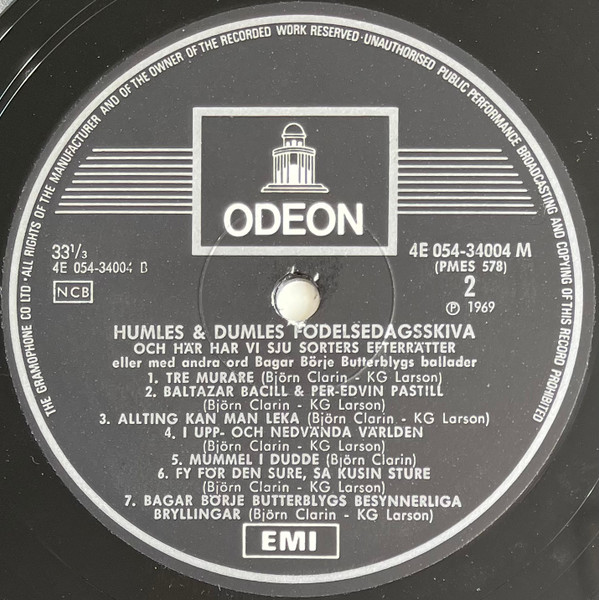 THE GRAMOPHONE CO LTD · ALL RIGHTS OF THE MANUFACTURER AND OF THE OWNER OF THE RECORDED WORK RESERVED · UNAUTHORISED PUBLIC PERFORMANCE BROADCASTING AND COPYING OF THIS RECORD PROHIBITED
ODEON
33 1/3
4E 054-34004 B
NCB
4E 054-34004 M
(PMES 578)
2
Ⓟ 1969
HUMLES & DUMLES FÖDELSEDAGSSKIVA
OCH HÄR HAR VI SJU SORTERS EFTERRÄTTER
eller med andra ord Bagar Börje Butterblygs ballader
1. TRE MURARE (Björn Clarin - KG Larson)
2. BALTAZAR BACILL & PER-EDVIN PASTILL
(Björn Clarin - KG Larson)
3. ALLTING KAN MAN LEKA (Björn Clarin - KG Larson)
4. I UPP- OCH NEDVÄNDA VÄRLDEN
(Björn Clarin - KG Larson)
5. MUMMEL I DUDDE (Björn Clarin)
6. FY FÖR DEN SURE, SA KUSIN STURE
(Björn Clarin - KG Larson)
7. BAGAR BÖRJE BUTTERBLYGS BESYNNERLIGA
BRYLLINGAR (Björn Clarin - KG Larson)
EMI